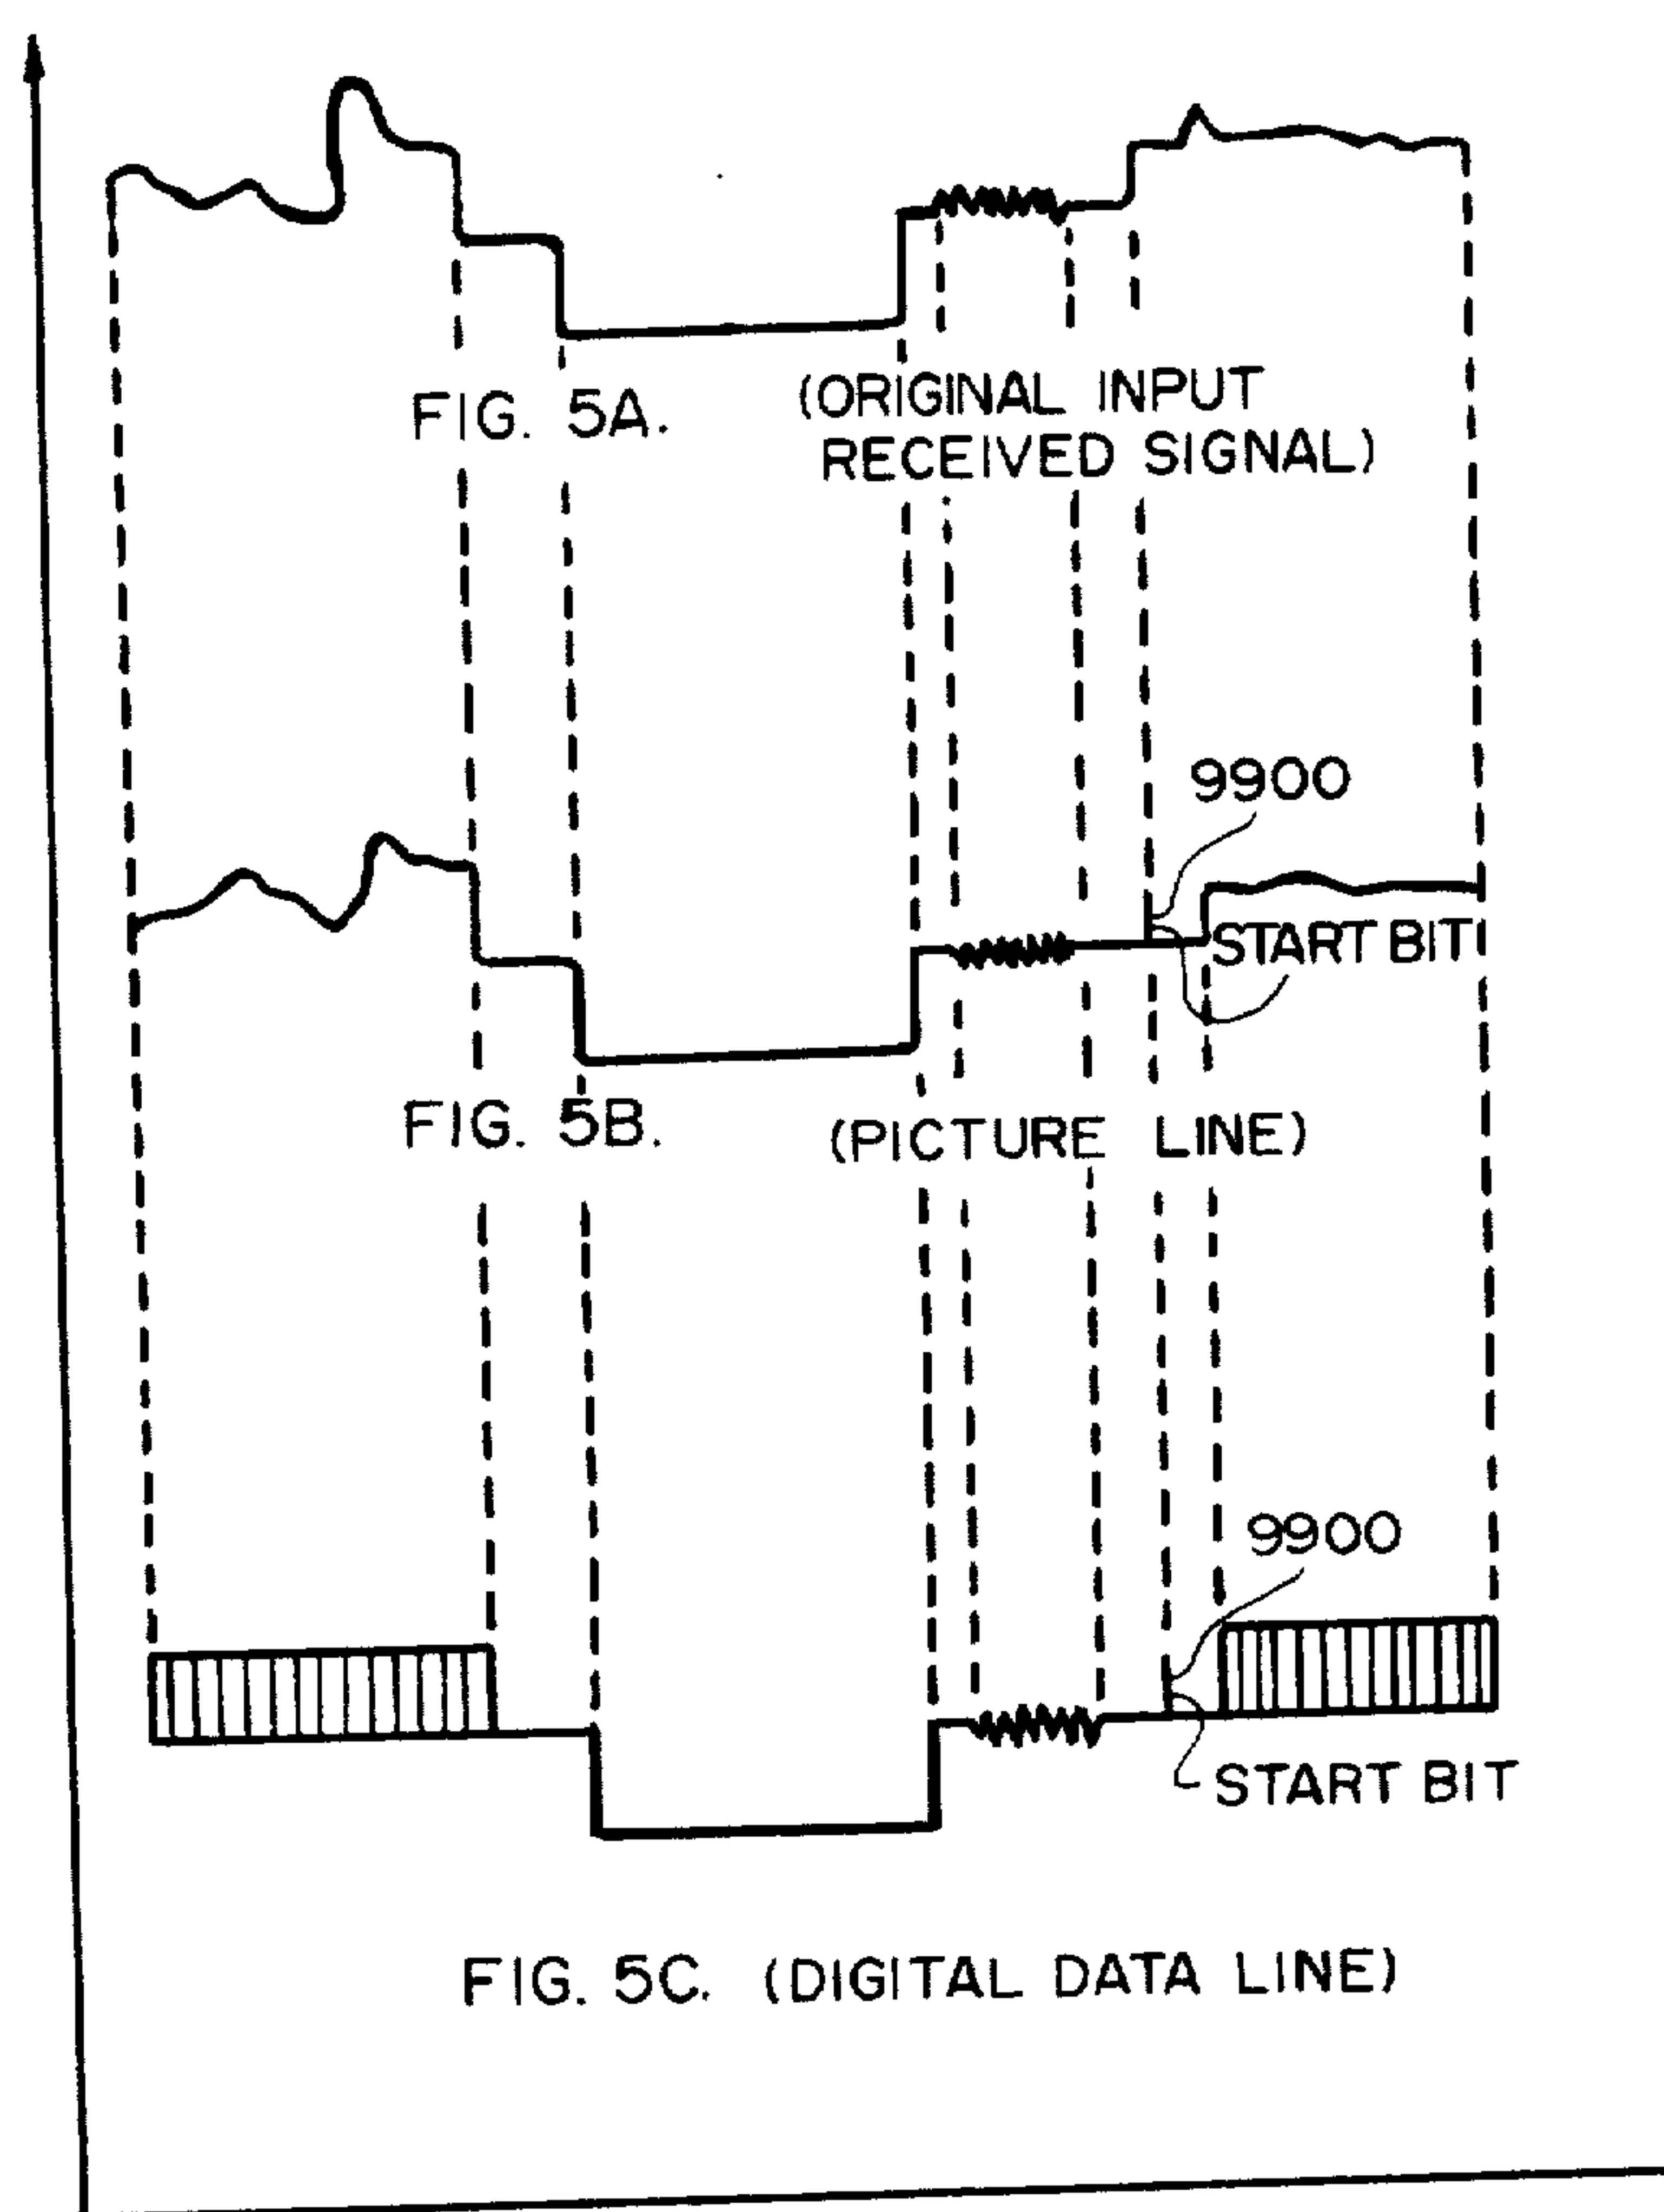 FIG. 5A.
(ORIGINAL INPUT
RECEIVED SIGNAL)
9900
START BIT
FIG. 5B.
(PICTURE LINE)
9900
START BIT
FIG. 5C. (DIGITAL DATA LINE)